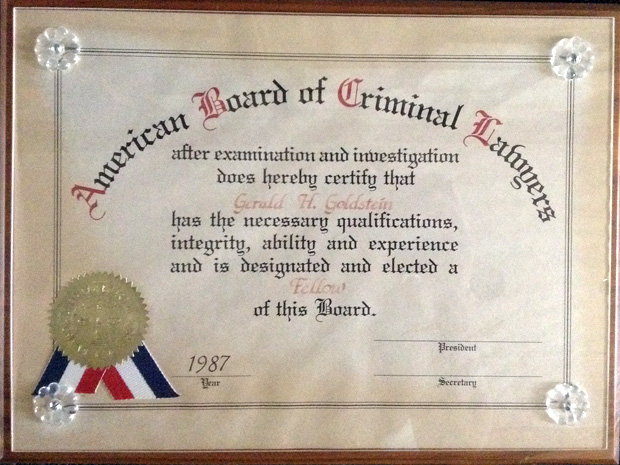 American Board of Criminal Lawyers
after examination and investigation
does hereby certify that
Gerald H. Goldstein
has the necessary qualifications,
integrity, ability and experience
and is designated and elected a
Fellow
of this Board.
President
1987
Year
Secretary